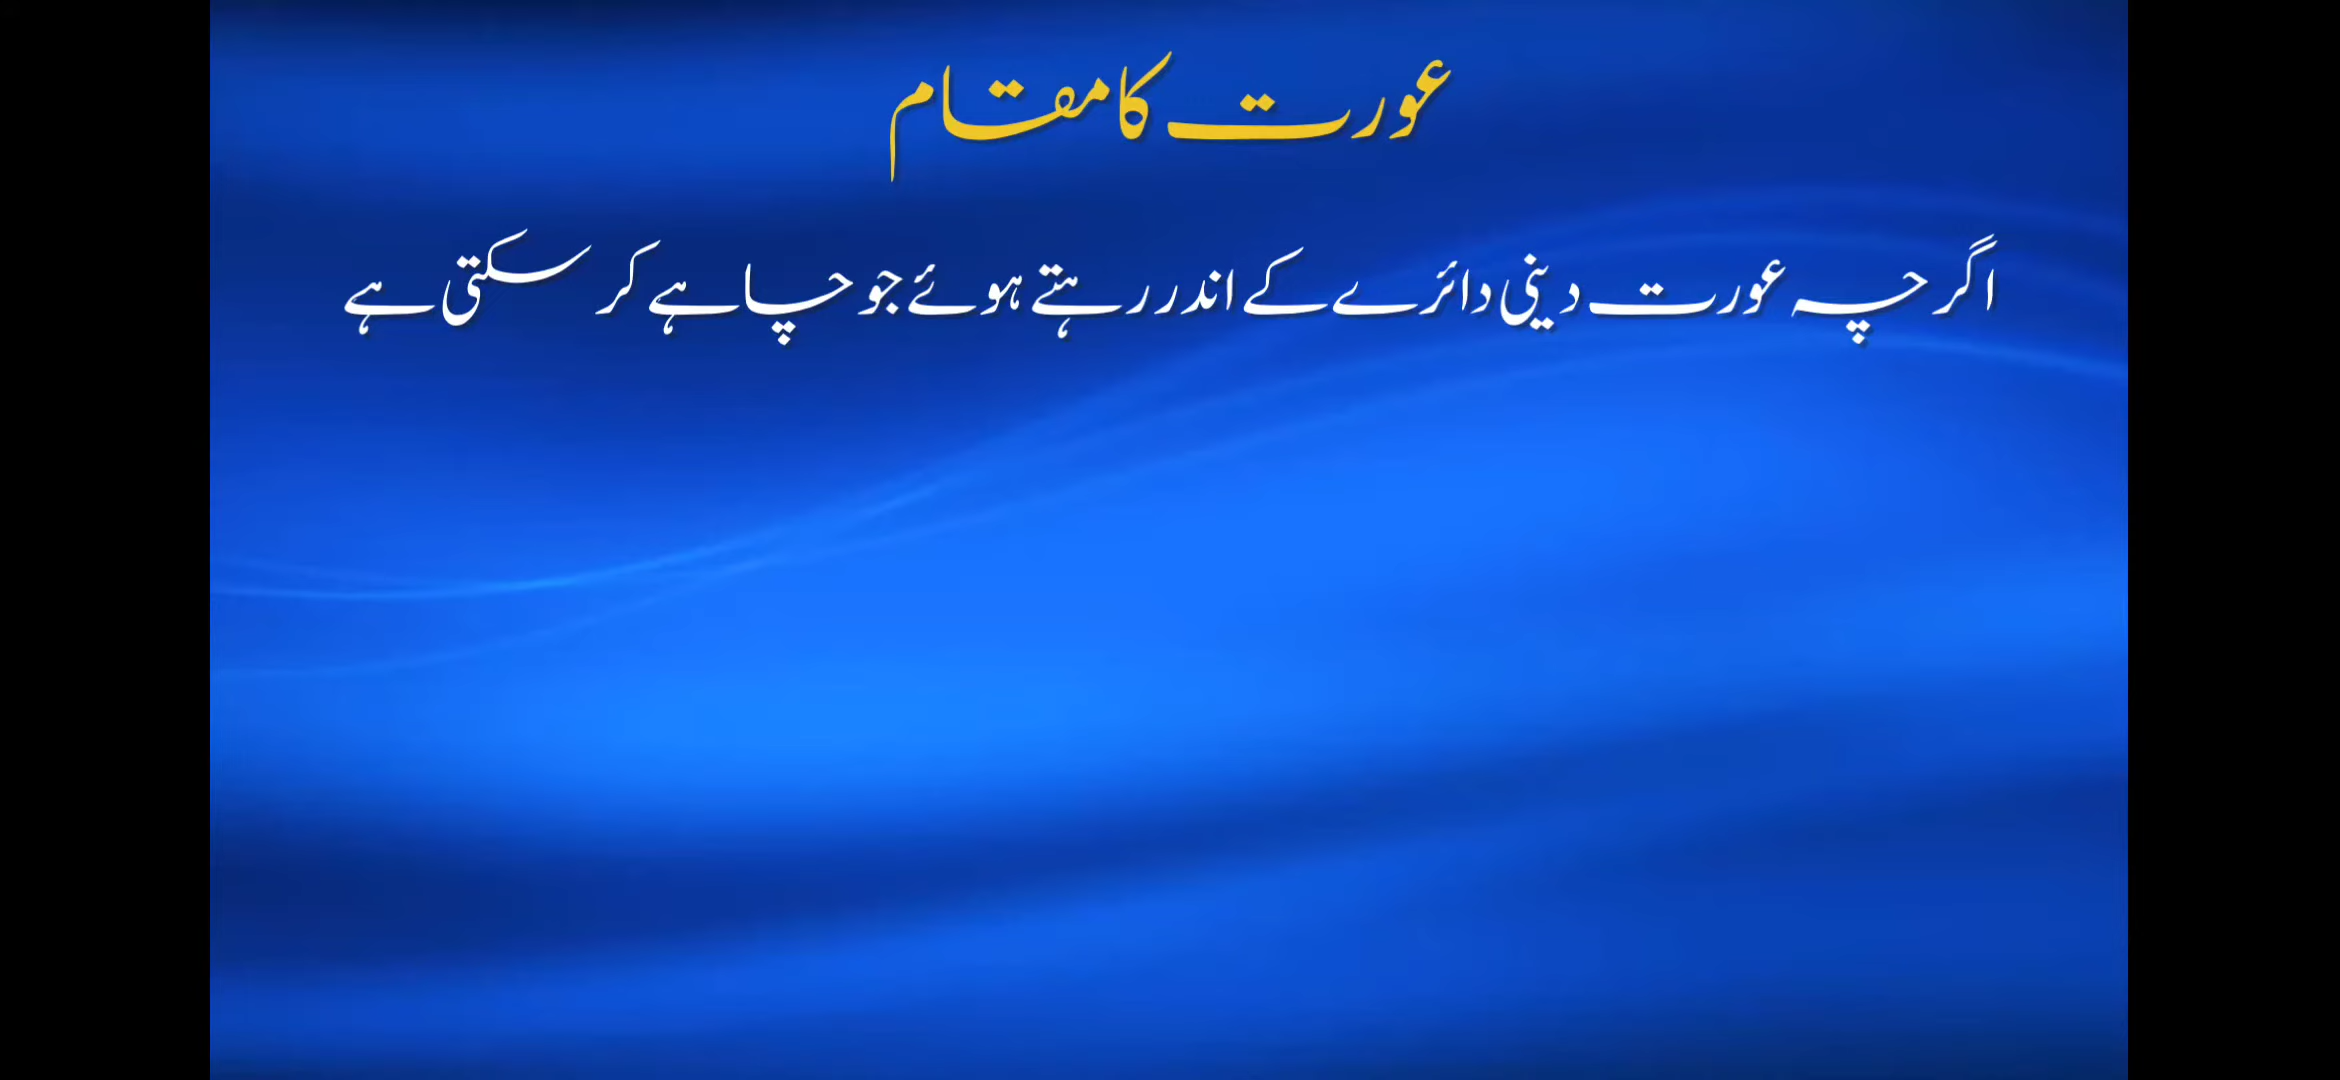 عورت کا مقام
اگرچہ عورت دینی دائرے کے اندر رہتے ہوئے جو چاہے کر سکتی ہے